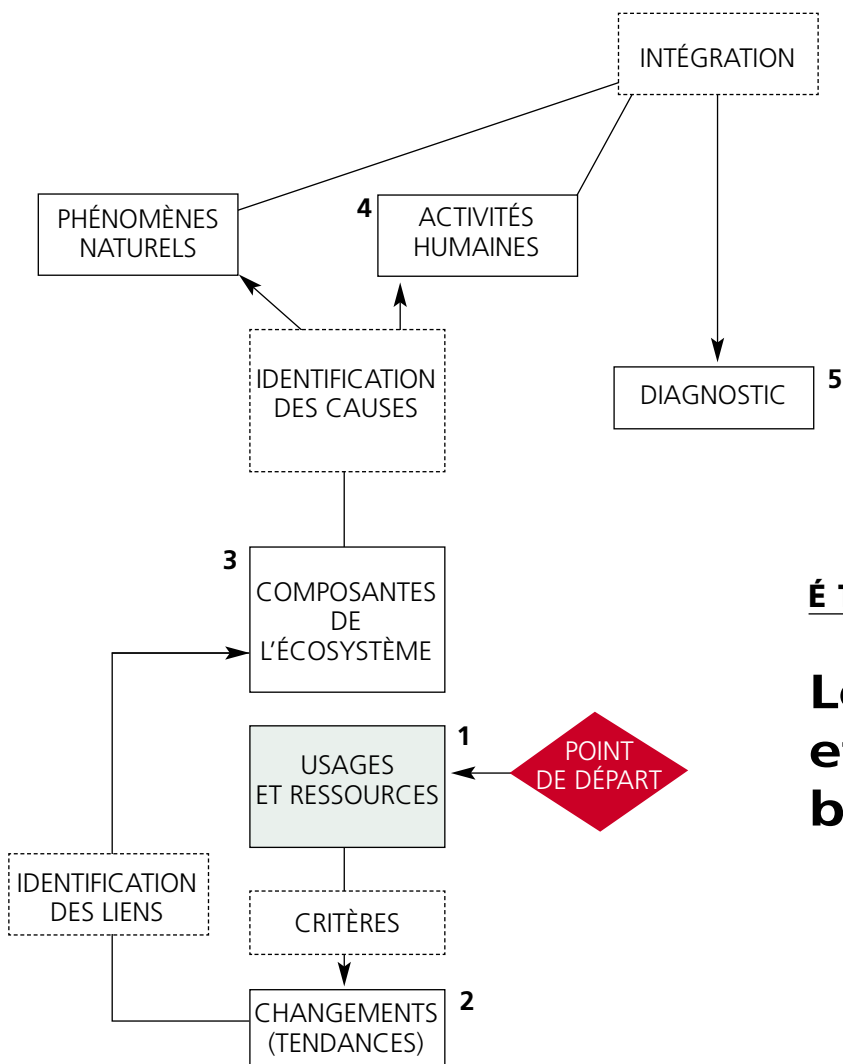 INTÉGRATION
PHÉNOMÈNES
NATURELS
4
ACTIVITÉS
HUMAINES
IDENTIFICATION
DES CAUSES
DIAGNOSTIC
5
3
COMPOSANTES
DE
L'ÉCOSYSTÈME
1
USAGES
ET RESSOURCES
POINT
DE DÉPART
IDENTIFICATION
DES LIENS
CRITÈRES
2
CHANGEMENTS
(TENDANCES)
É
L
e
b